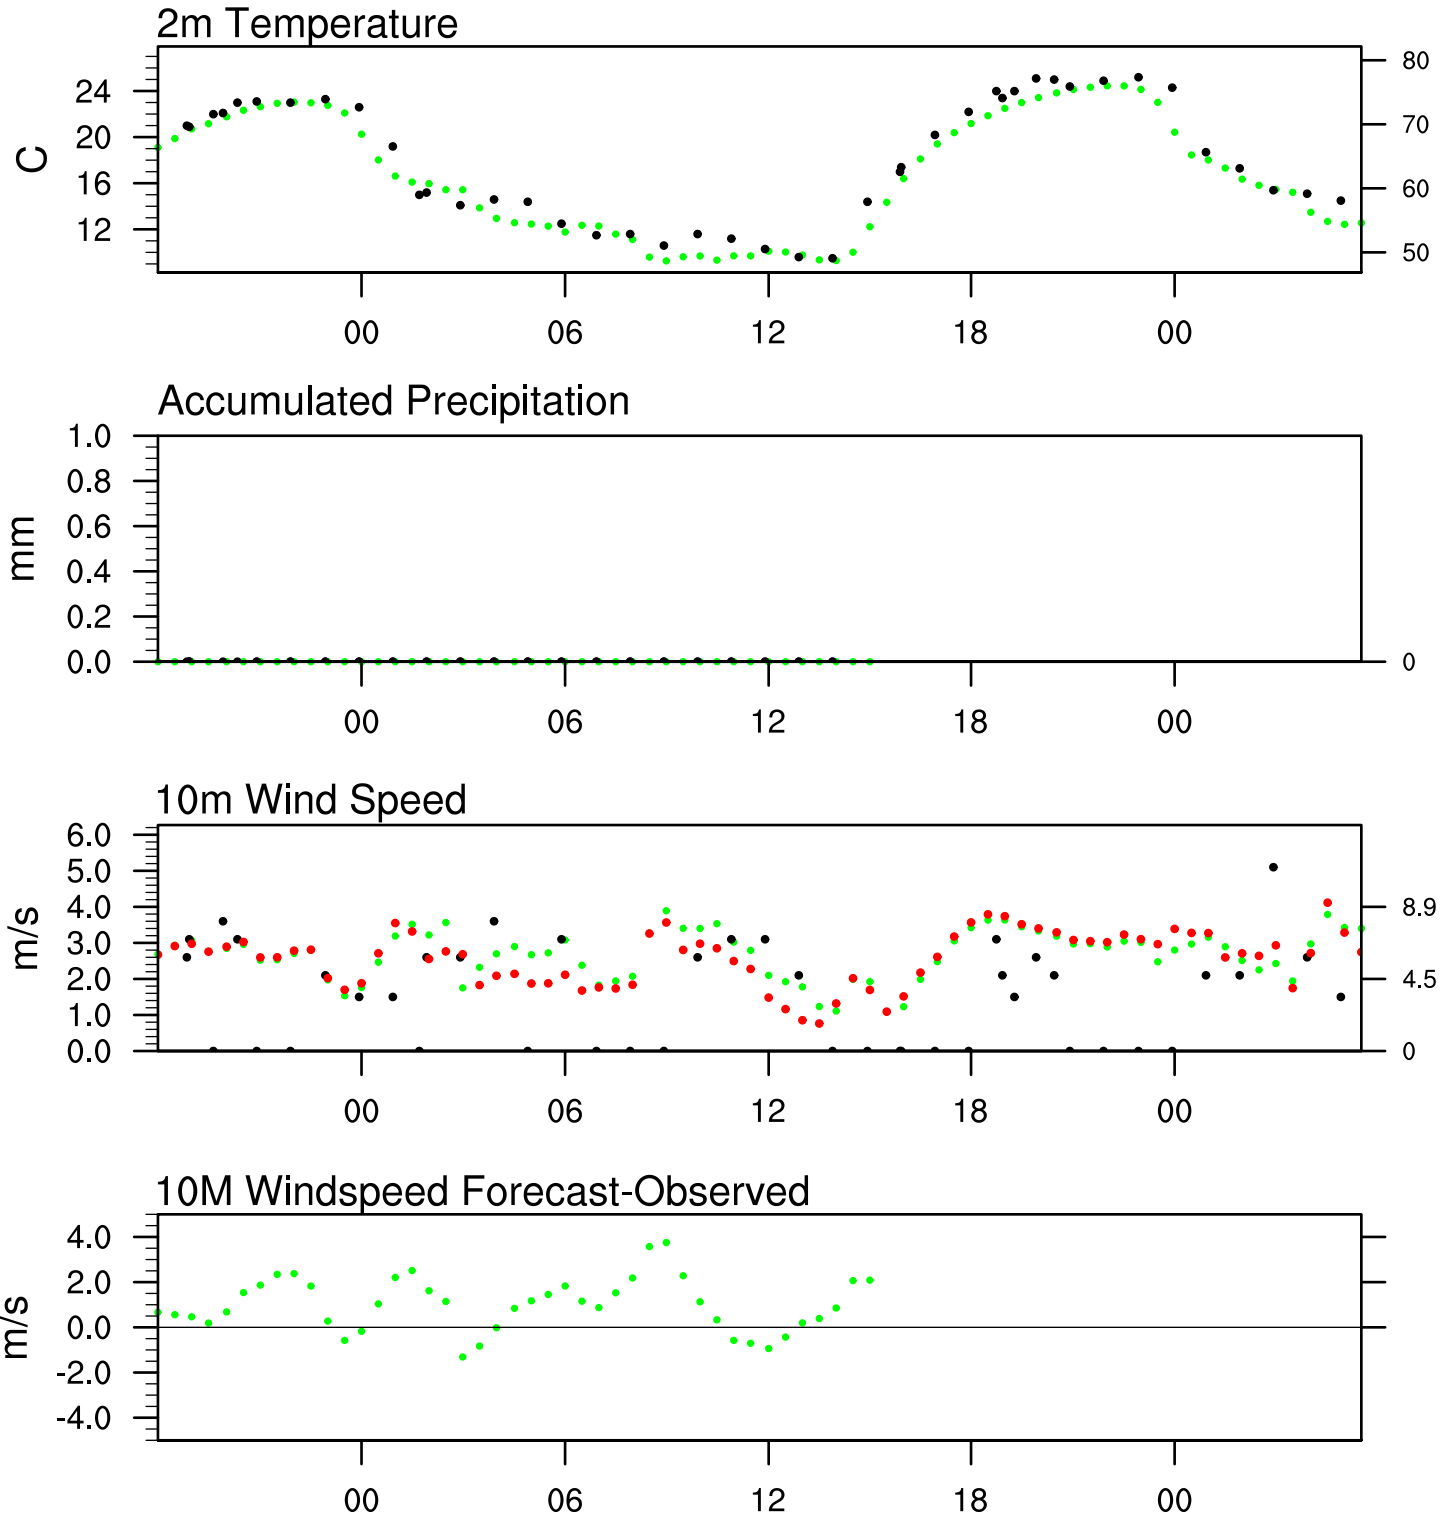 2m Temperature
C
24
20
16
12
80
70
60
50
00 06 12 18 00
Accumulated Precipitation
mm
1.0
0.8
0.6
0.4
0.2
0.0
0
00 06 12 18 00
10m Wind Speed
m/s
6.0
5.0
4.0
3.0
2.0
1.0
0.0
8.9
4.5
0
00 06 12 18 00
10M Windspeed Forecast-Observed
m/s
4.0
2.0
0.0
-2.0
-4.0
00 06 12 18 00